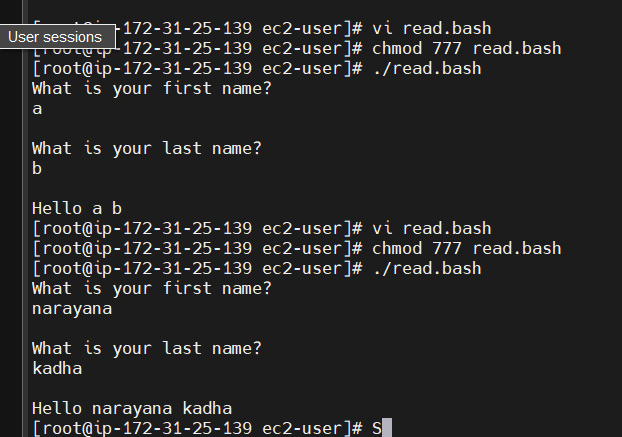 [root@ip-172-31-25-139 ec2-user]# vi read.bash
User sessions
[root@ip-172-31-25-139 ec2-user]# chmod 777 read.bash
[root@ip-172-31-25-139 ec2-user]# ./read.bash
What is your first name?
a
What is your last name?
b
Hello a b
[root@ip-172-31-25-139 ec2-user]# vi read.bash
[root@ip-172-31-25-139 ec2-user]# chmod 777 read.bash
[root@ip-172-31-25-139 ec2-user]# ./read.bash
What is your first name?
narayana
What is your last name?
kadha
Hello narayana kadha
[root@ip-172-31-25-139 ec2-user]# S